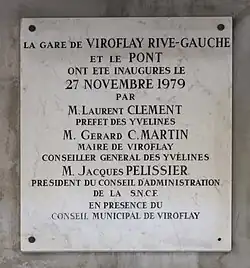 LA GARE DE VIROFLAY RIVE-GAUCHE
ET LE PONT
ONT ETE INAUGURES LE
27 NOVEMBRE 1979
PAR
M. LAURENT CLEMENT
PREFET DES YVELINES
M. GERARD C. MARTIN
MAIRE DE VIROFLAY
CONSEILLER GENERAL DES YVELINES
M. JACQUES PELISSIER
PRESIDENT DU CONSEIL D'ADMINISTRATION
DE LA S.N.C.F.
EN PRESENCE DU
CONSEIL MUNICIPAL DE VIROFLAY